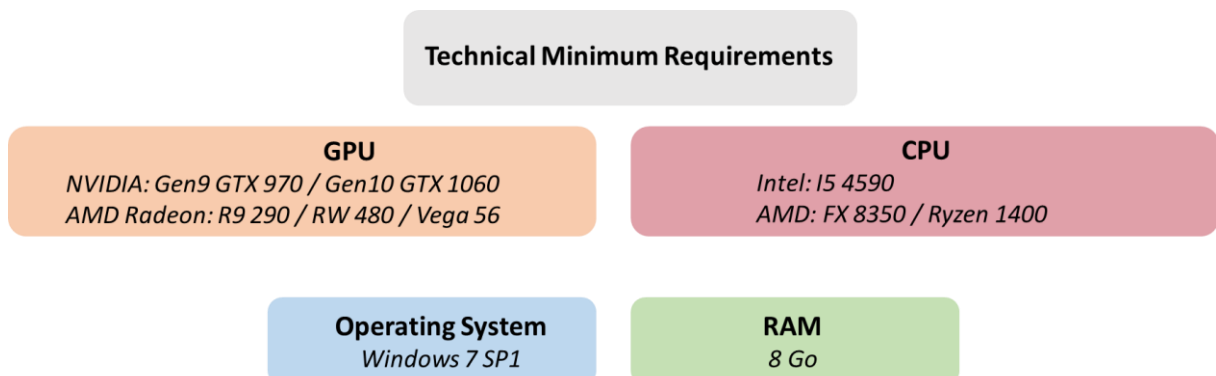 Technical Minimum Requirements
GPU
NVIDIA: Gen9 GTX 970 / Gen10 GTX 1060
AMD Radeon: R9 290 / RW 480 / Vega 56
CPU
Intel: I5 4590
AMD: FX 8350 / Ryzen 1400
Operating System
Windows 7 SP1
RAM
8 Go